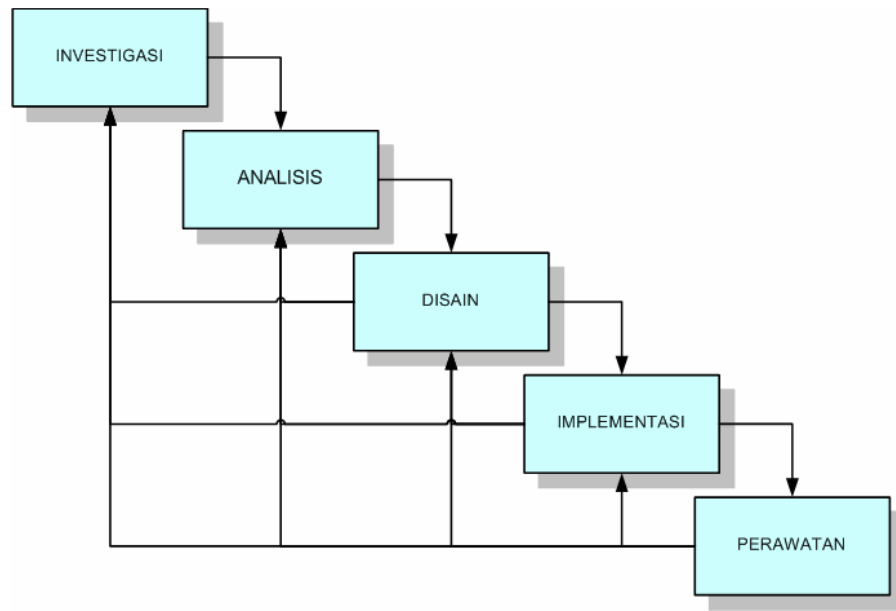 INVESTIGASI
ANALISIS
DISAIN
IMPLEMENTASI
PERAWATAN